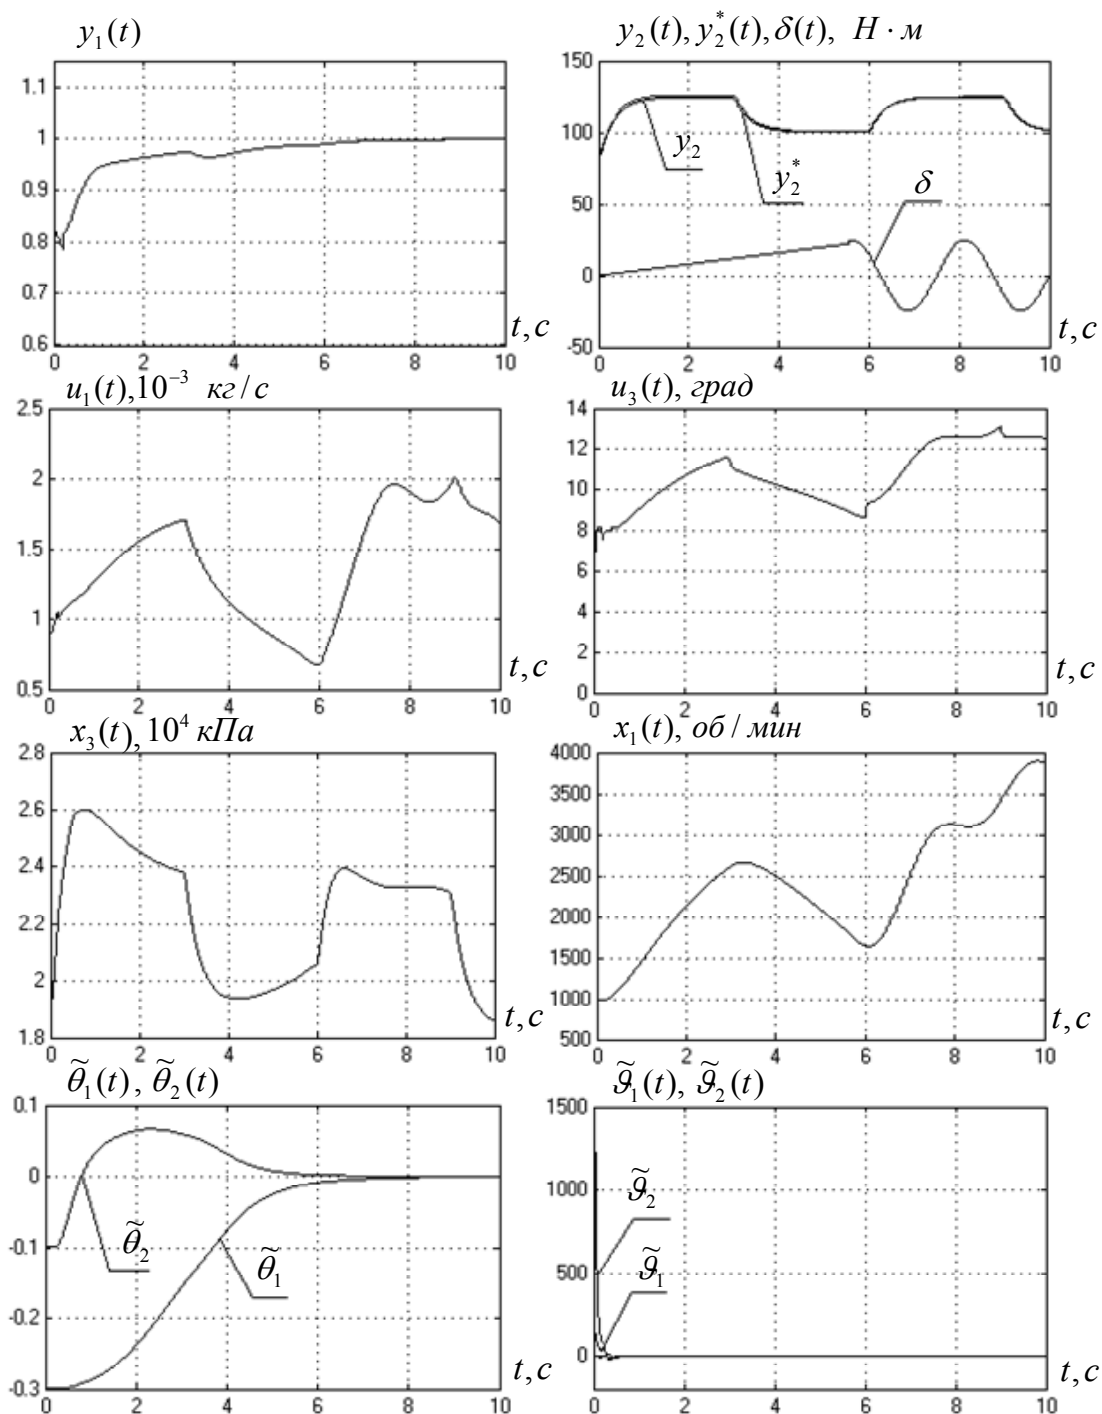 y₁(t)
y₂(t), y₂*(t), δ(t), Н·м
1.1
1
0.9
0.8
0.7
0.6
0 2 4 6 8 10
t, c
150
100
50
0
-50
0 2 4 6 8 10
y₂
y₂*
δ
t, c
u₁(t), 10⁻³ кг/с
u₃(t), град
2.5
2
1.5
1
0.5
0 2 4 6 8 10
t, c
14
12
10
8
6
4
2
0
0 2 4 6 8 10
t, c
x₃(t), 10⁴ кПа
x₁(t), об/мин
2.8
2.6
2.4
2.2
2
1.8
0 2 4 6 8 10
t, c
4000
3500
3000
2500
2000
1500
1000
500
0 2 4 6 8 10
t, c
θ̃₁(t), θ̃₂(t)
ϑ̃₁(t), ϑ̃₂(t)
0.1
0
-0.1
-0.2
-0.3
0 2 4 6 8 10
θ̃₂
θ̃₁
t, c
1500
1000
500
0
0 2 4 6 8 10
ϑ̃₂
ϑ̃₁
t, c